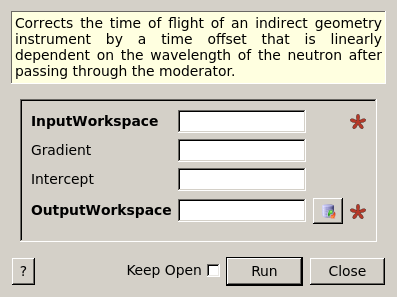 Corrects the time of flight of an indirect geometry
instrument by a time offset that is linearly
dependent on the wavelength of the neutron after
passing through the moderator.
InputWorkspace *
Gradient
Intercept
OutputWorkspace *
? Keep Open Run Close